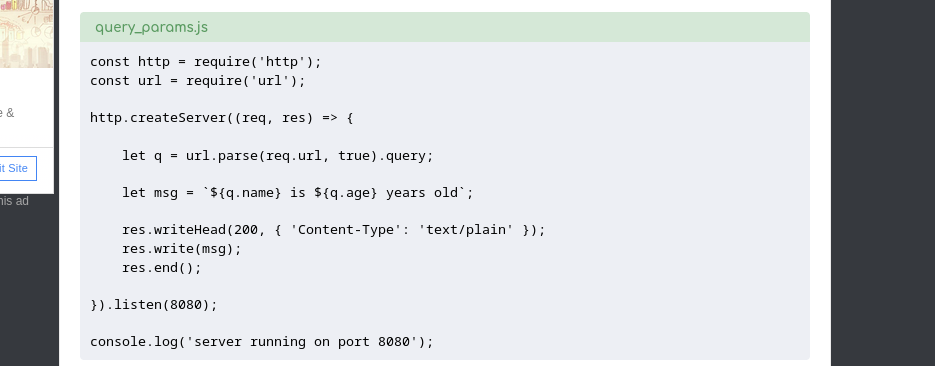 query_params.js
const http = require('http');
const url = require('url');
http.createServer((req, res) => {
let q = url.parse(req.url, true).query;
let msg = `${q.name} is ${q.age} years old`;
res.writeHead(200, { 'Content-Type': 'text/plain' });
res.write(msg);
res.end();
}).listen(8080);
console.log('server running on port 8080');
e &
it Site
his ad